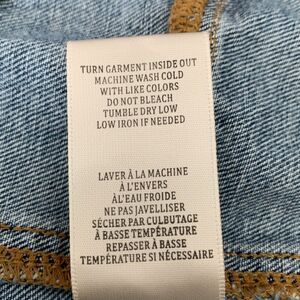 TURN GARMENT INSIDE OUT
MACHINE WASH COLD
WITH LIKE COLORS
DO NOT BLEACH
TUMBLE DRY LOW
LOW IRON IF NEEDED
LAVER À LA MACHINE
À L'ENVERS
À L'EAU FROIDE
NE PAS JAVELLISER
SÉCHER PAR CULBUTAGE
À BASSE TEMPÉRATURE
REPASSER À BASSE
TEMPÉRATURE SI NÉCESSAIRE